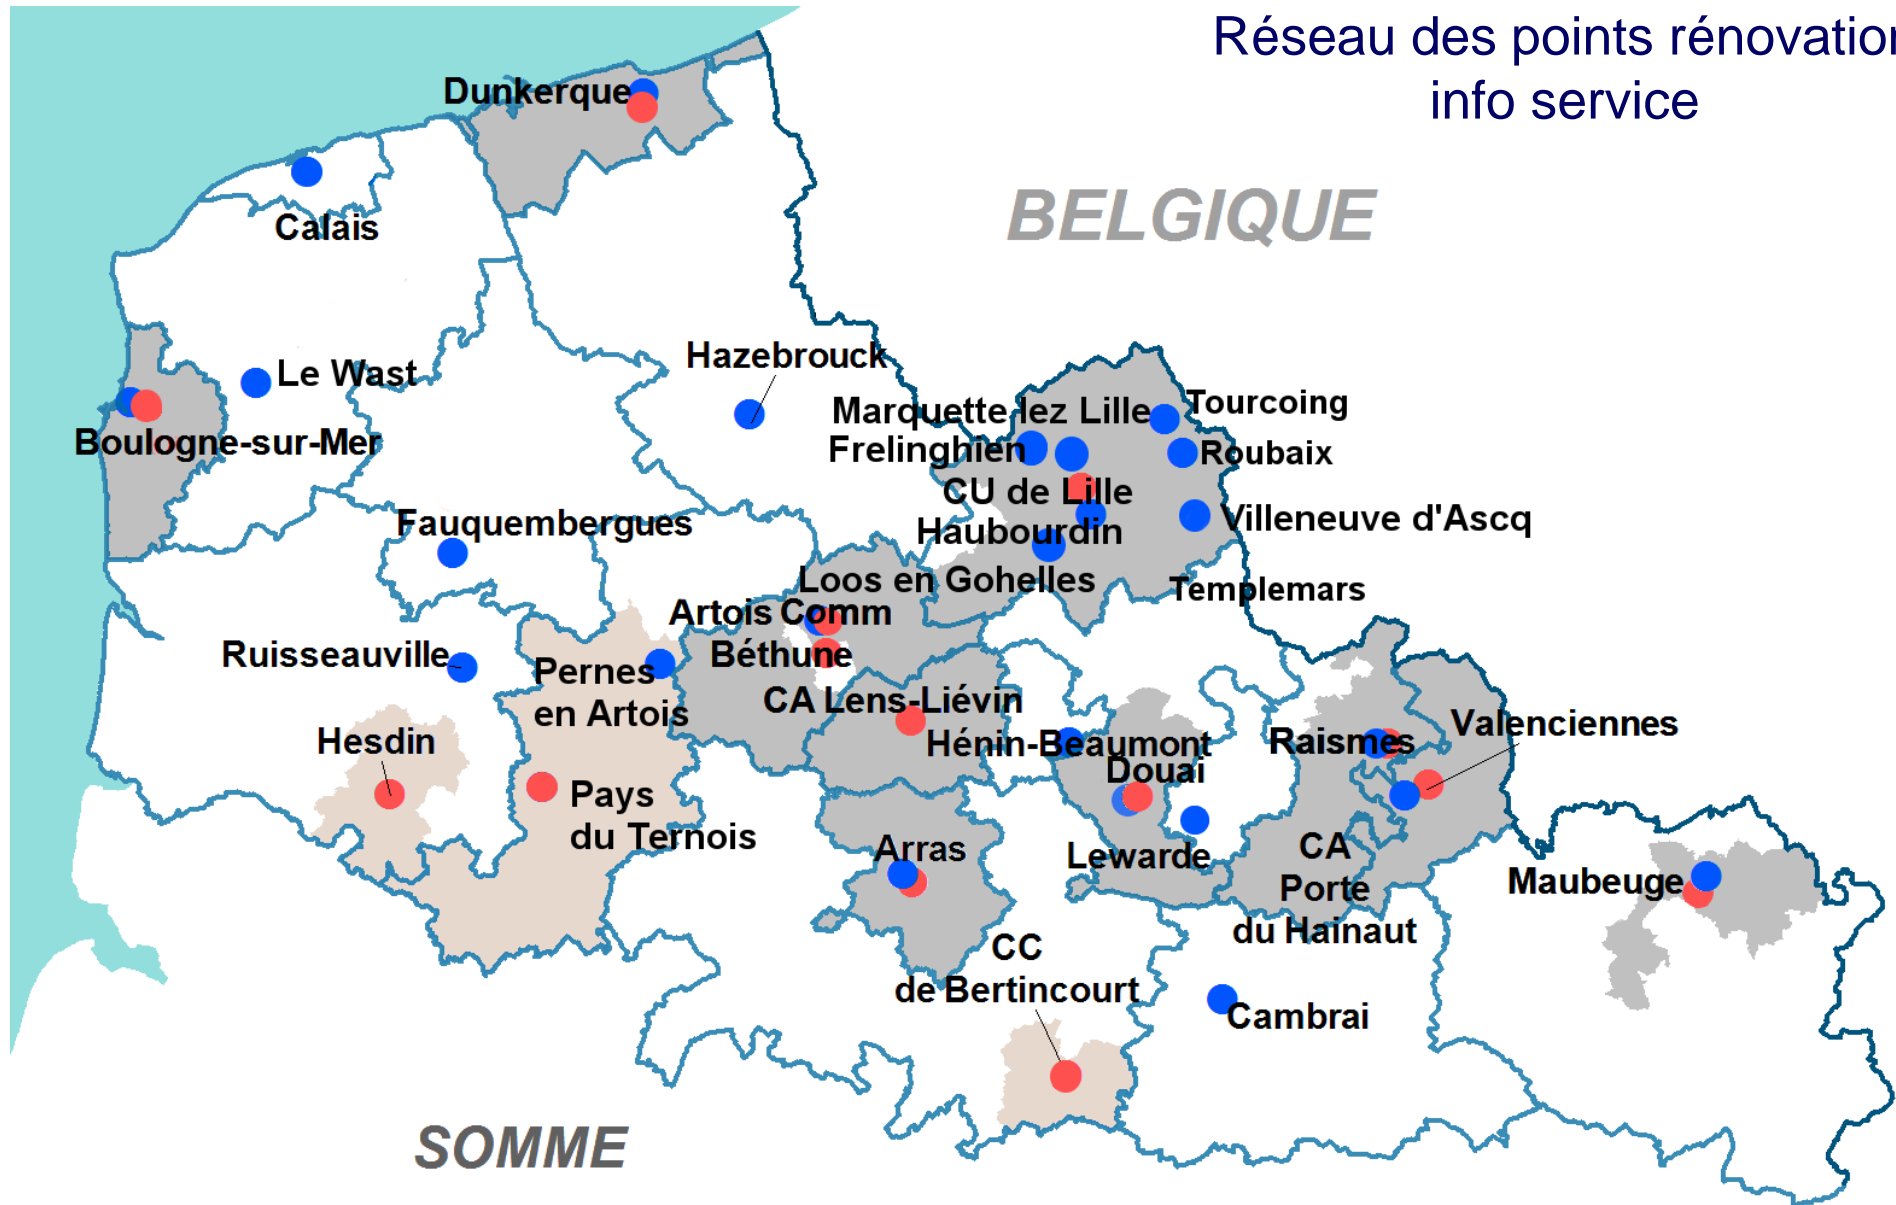 Réseau des points rénovation
info service
Dunkerque
BELGIQUE
Calais
Hazebrouck
Le Wast
Marquette lez Lille
Tourcoing
Boulogne-sur-Mer
Frelinghien
Roubaix
CU de Lille
Fauquembergues
Villeneuve d'Ascq
Haubourdin
Loos en Gohelles
Templemars
Artois Comm
Ruisseauville
Béthune
Pernes
en Artois
CA Lens-Liévin
Hesdin
Hénin-Beaumont
Raismes
Valenciennes
Douai
Pays
du Ternois
Arras
Lewarde
CA
Porte
du Hainaut
Maubeuge
CC
de Bertincourt
Cambrai
SOMME